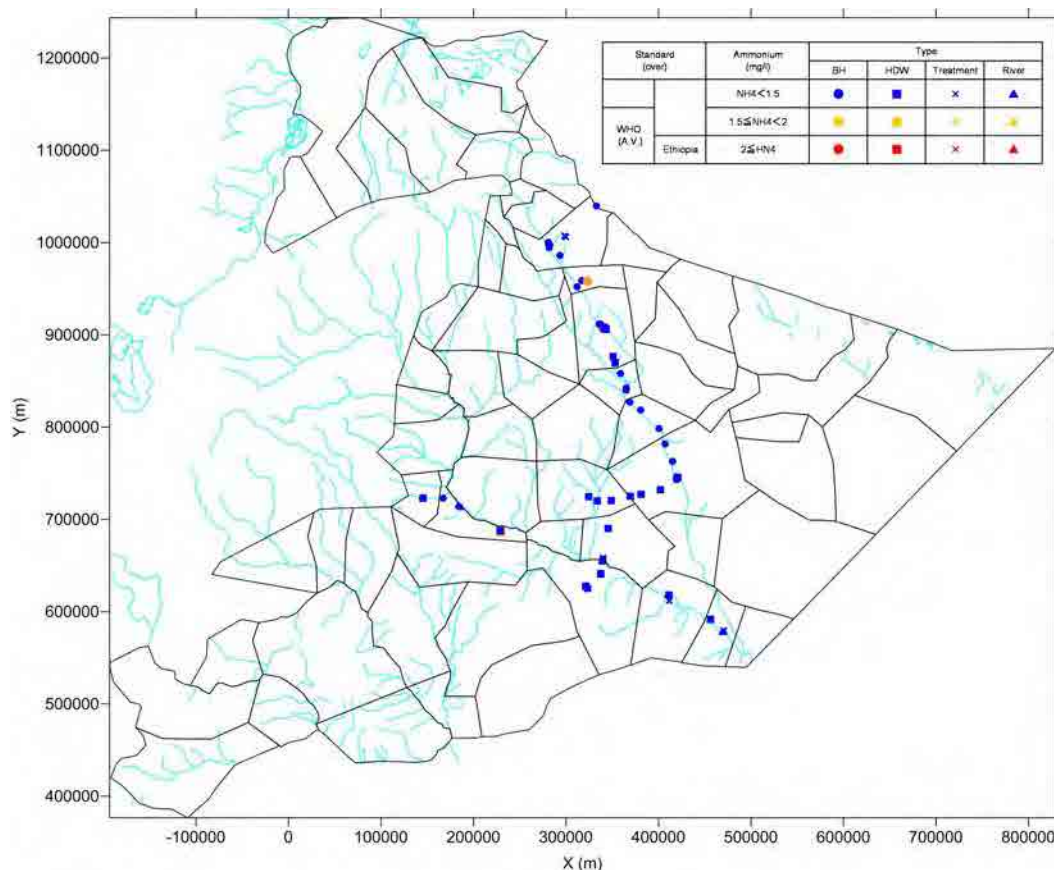 Standard (over) Ammonium (mg/l) Type
BH HDW Treatment River
NH4<1.5
WHO (A.V.) 1.5≦NH4<2
Ethiopia 2≦HN4
1200000
1100000
1000000
900000
800000
700000
600000
500000
400000
Y (m)
-100000 0 100000 200000 300000 400000 500000 600000 700000 800000
X (m)